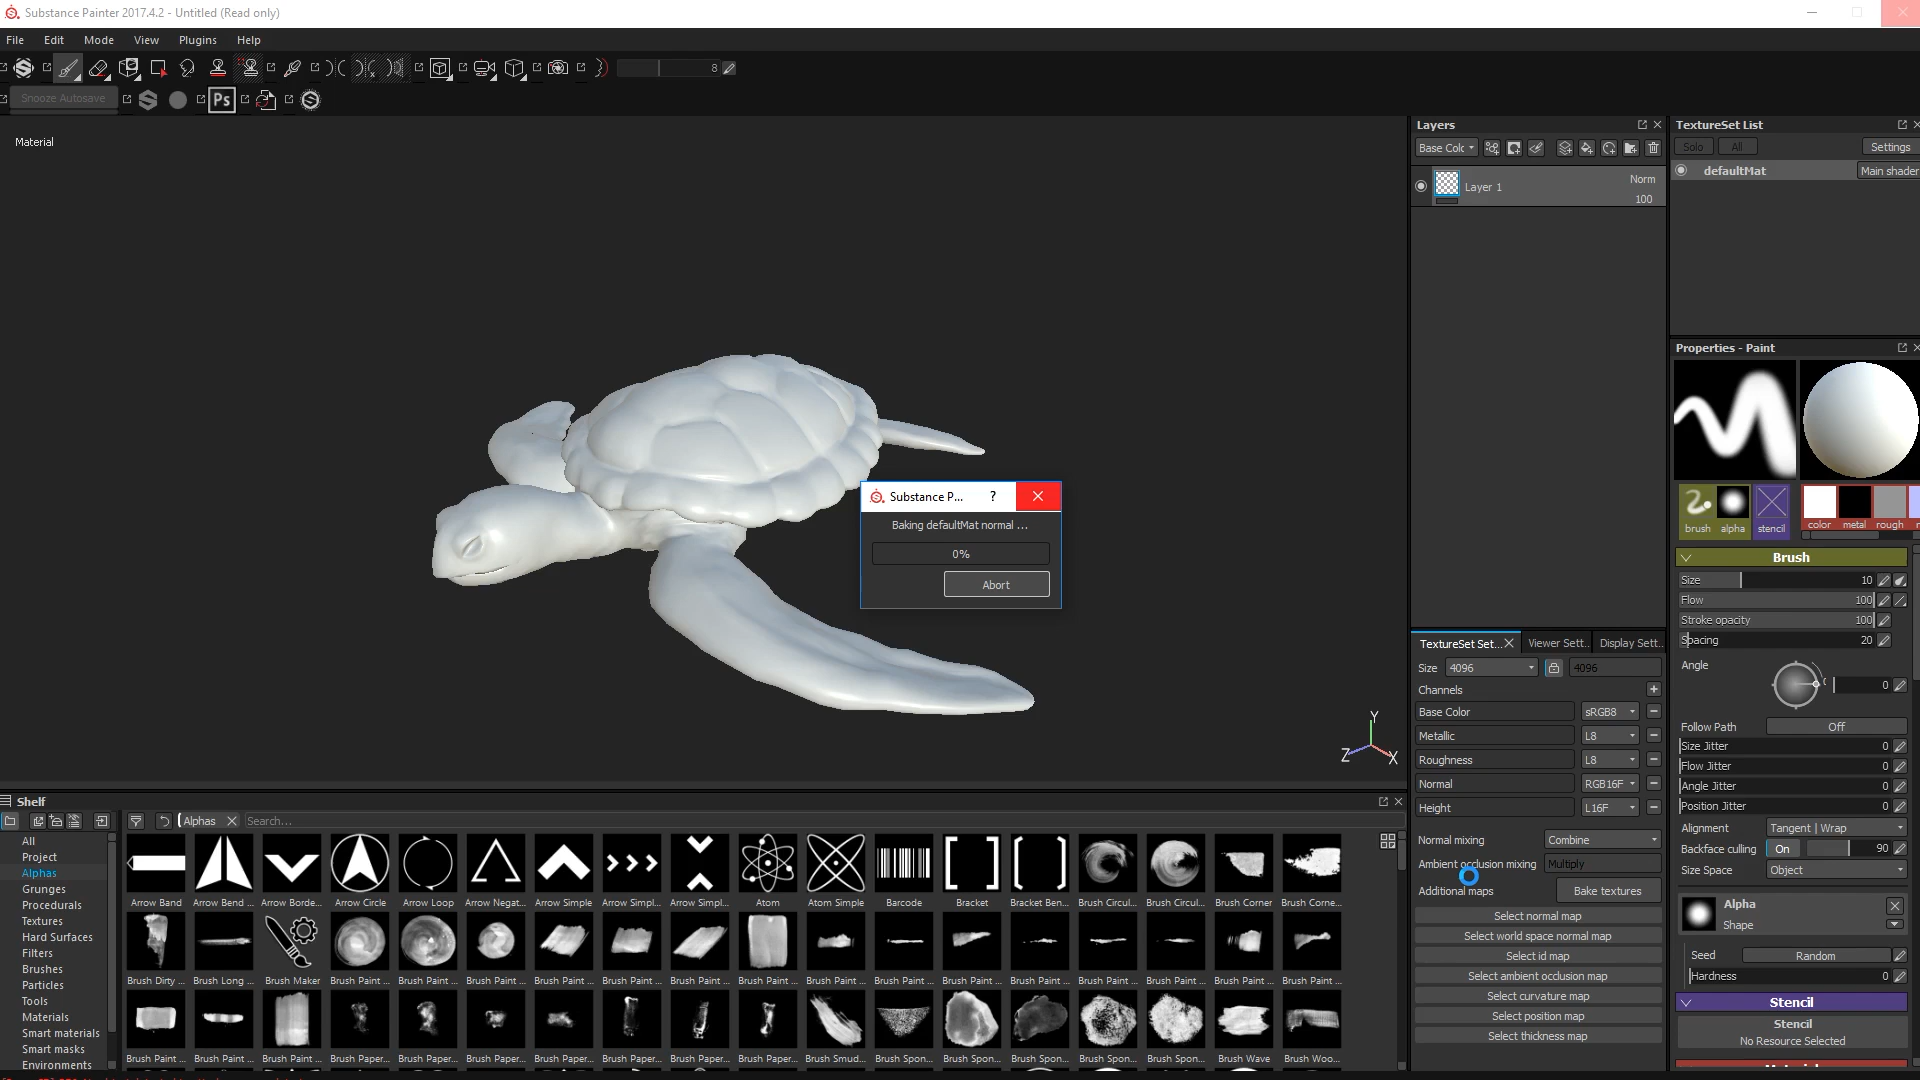 Substance Painter 2017.4.2 - Untitled (Read only)
File Edit Mode View Plugins Help
8
Snooze Autosave Ps
Material
Layers
Base Colc
Layer 1 Norm
100
TextureSet List
Solo All Settings
defaultMat Main shader
Properties - Paint
brush alpha stencil color metal rough
Brush
Size 10
Flow 100
Stroke opacity 100
Spacing 20
Angle 0
Follow Path Off
Size Jitter 0
Flow Jitter 0
Angle Jitter 0
Position Jitter 0
Alignment Tangent | Wrap
Backface culling On 90
Size Space Object
Alpha
Shape
Seed Random
Hardness 0
Stencil
Stencil
No Resource Selected
Substance P... ?
Baking defaultMat normal ...
0%
Abort
Y
Z X
TextureSet Set... Viewer Sett.. Display Sett..
Size 4096 4096
Channels
Base Color sRGB8
Metallic L8
Roughness L8
Normal RGB16F
Height L16F
Normal mixing Combine
Ambient occlusion mixing Multiply
Additional maps Bake textures
Select normal map
Select world space normal map
Select id map
Select ambient occlusion map
Select curvature map
Select position map
Select thickness map
Shelf
Alphas Search...
All
Project
Alphas
Grunges
Procedurals
Textures
Hard Surfaces
Filters
Brushes
Particles
Tools
Materials
Smart materials
Smart masks
Environments
Arrow Band Arrow Bend ... Arrow Borde... Arrow Circle Arrow Loop Arrow Negat... Arrow Simple Arrow Simpl... Arrow Simpl... Atom Atom Simple Barcode Bracket Bracket Ben... Brush Circul... Brush Circul... Brush Corner Brush Corne...
Brush Dirty ... Brush Long ... Brush Maker Brush Paint ... Brush Paint ... Brush Paint ... Brush Paint ... Brush Paint ... Brush Paint ... Brush Paint ... Brush Paint ... Brush Paint ... Brush Paint ... Brush Paint ... Brush Paint ... Brush Paint ... Brush Paint ... Brush Paint ...
Brush Paint ... Brush Paint ... Brush Paint ... Brush Paper... Brush Paper... Brush Paper... Brush Paper... Brush Paper... Brush Paper... Brush Paper... Brush Smud... Brush Spon... Brush Spon... Brush Spon... Brush Spon... Brush Spon... Brush Wave Brush Woo...